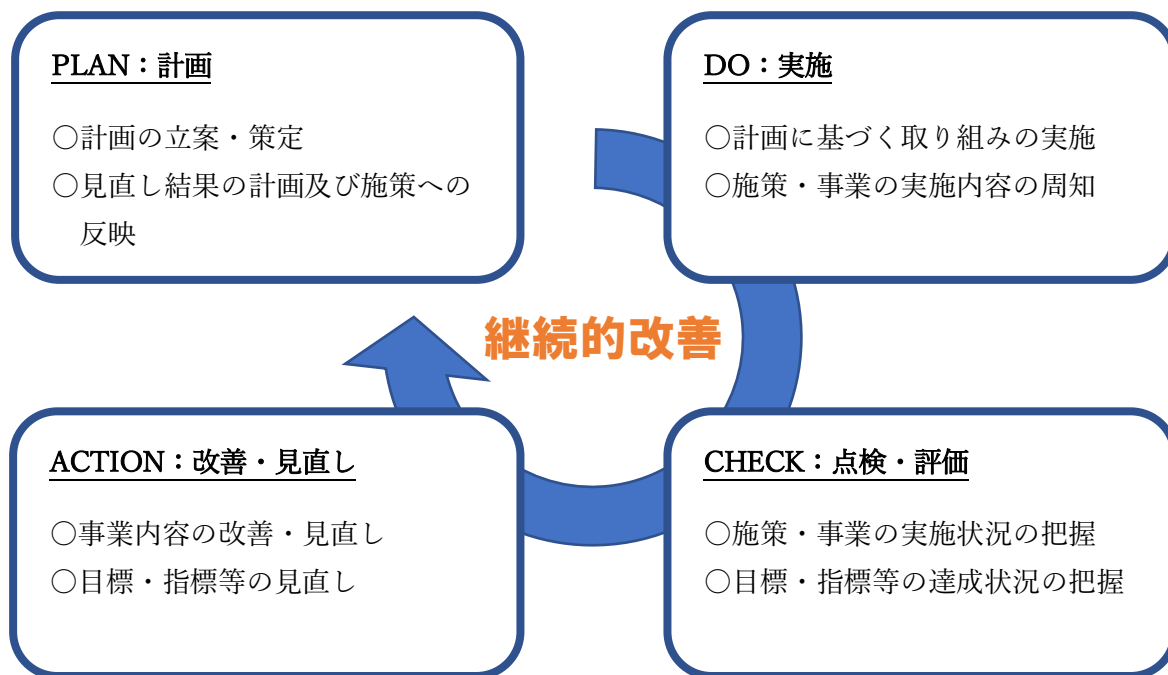 PLAN：計画
○計画の立案・策定
○見直し結果の計画及び施策への
反映
DO：実施
○計画に基づく取り組みの実施
○施策・事業の実施内容の周知
継続的改善
ACTION：改善・見直し
○事業内容の改善・見直し
○目標・指標等の見直し
CHECK：点検・評価
○施策・事業の実施状況の把握
○目標・指標等の達成状況の把握